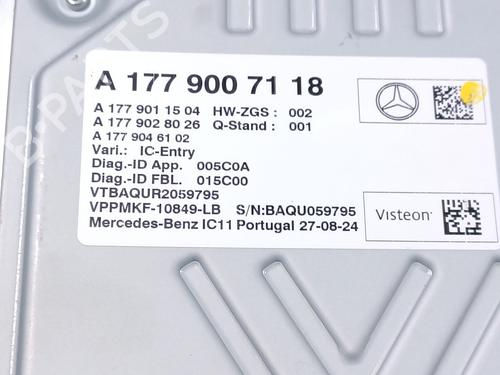 A 177 900 71 18
A 177 901 15 04 HW-ZGS : 002
A 177 902 80 26 Q-Stand : 001
A 177 904 61 02
Vari.: IC-Entry
Diag.-ID App. 005C0A
Diag.-ID FBL. 015C00
VTBAQUR2059795
VPPMKF-10849-LB S/N:BAQU059795
Mercedes-Benz IC11 Portugal 27-08-24
Visteon
B-PARTS